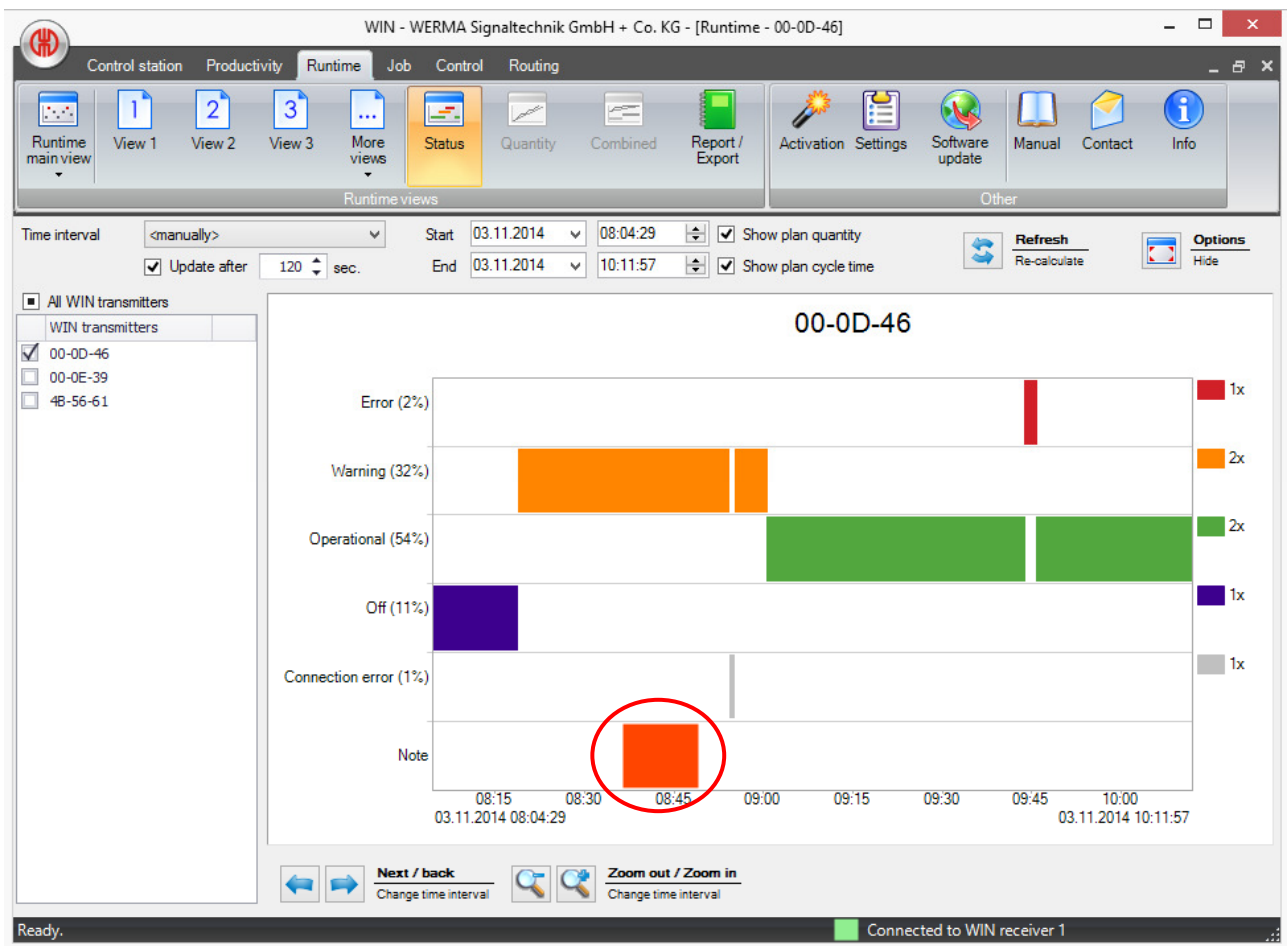 WIN - WERMA Signaltechnik GmbH + Co. KG - [Runtime - 00-0D-46]
Control station Productivity Runtime Job Control Routing
Runtime main view
1
View 1
2
View 2
3
View 3
...
More views
Status
Quantity
Combined
Report / Export
Activation
Settings
Software update
Manual
Contact
Info
Runtime views
Other
Time interval <manually> Start 03.11.2014 08:04:29 Show plan quantity
Update after 120 sec. End 03.11.2014 10:11:57 Show plan cycle time
Refresh
Re-calculate
Options
Hide
All WIN transmitters
WIN transmitters
00-0D-46
00-0E-39
4B-56-61
00-0D-46
Error (2%) 1x
Warning (32%) 2x
Operational (54%) 2x
Off (11%) 1x
Connection error (1%) 1x
Note
08:15 08:30 08:45 09:00 09:15 09:30 09:45 10:00
03.11.2014 08:04:29 03.11.2014 10:11:57
Next / back
Change time interval
Zoom out / Zoom in
Change time interval
Ready. Connected to WIN receiver 1